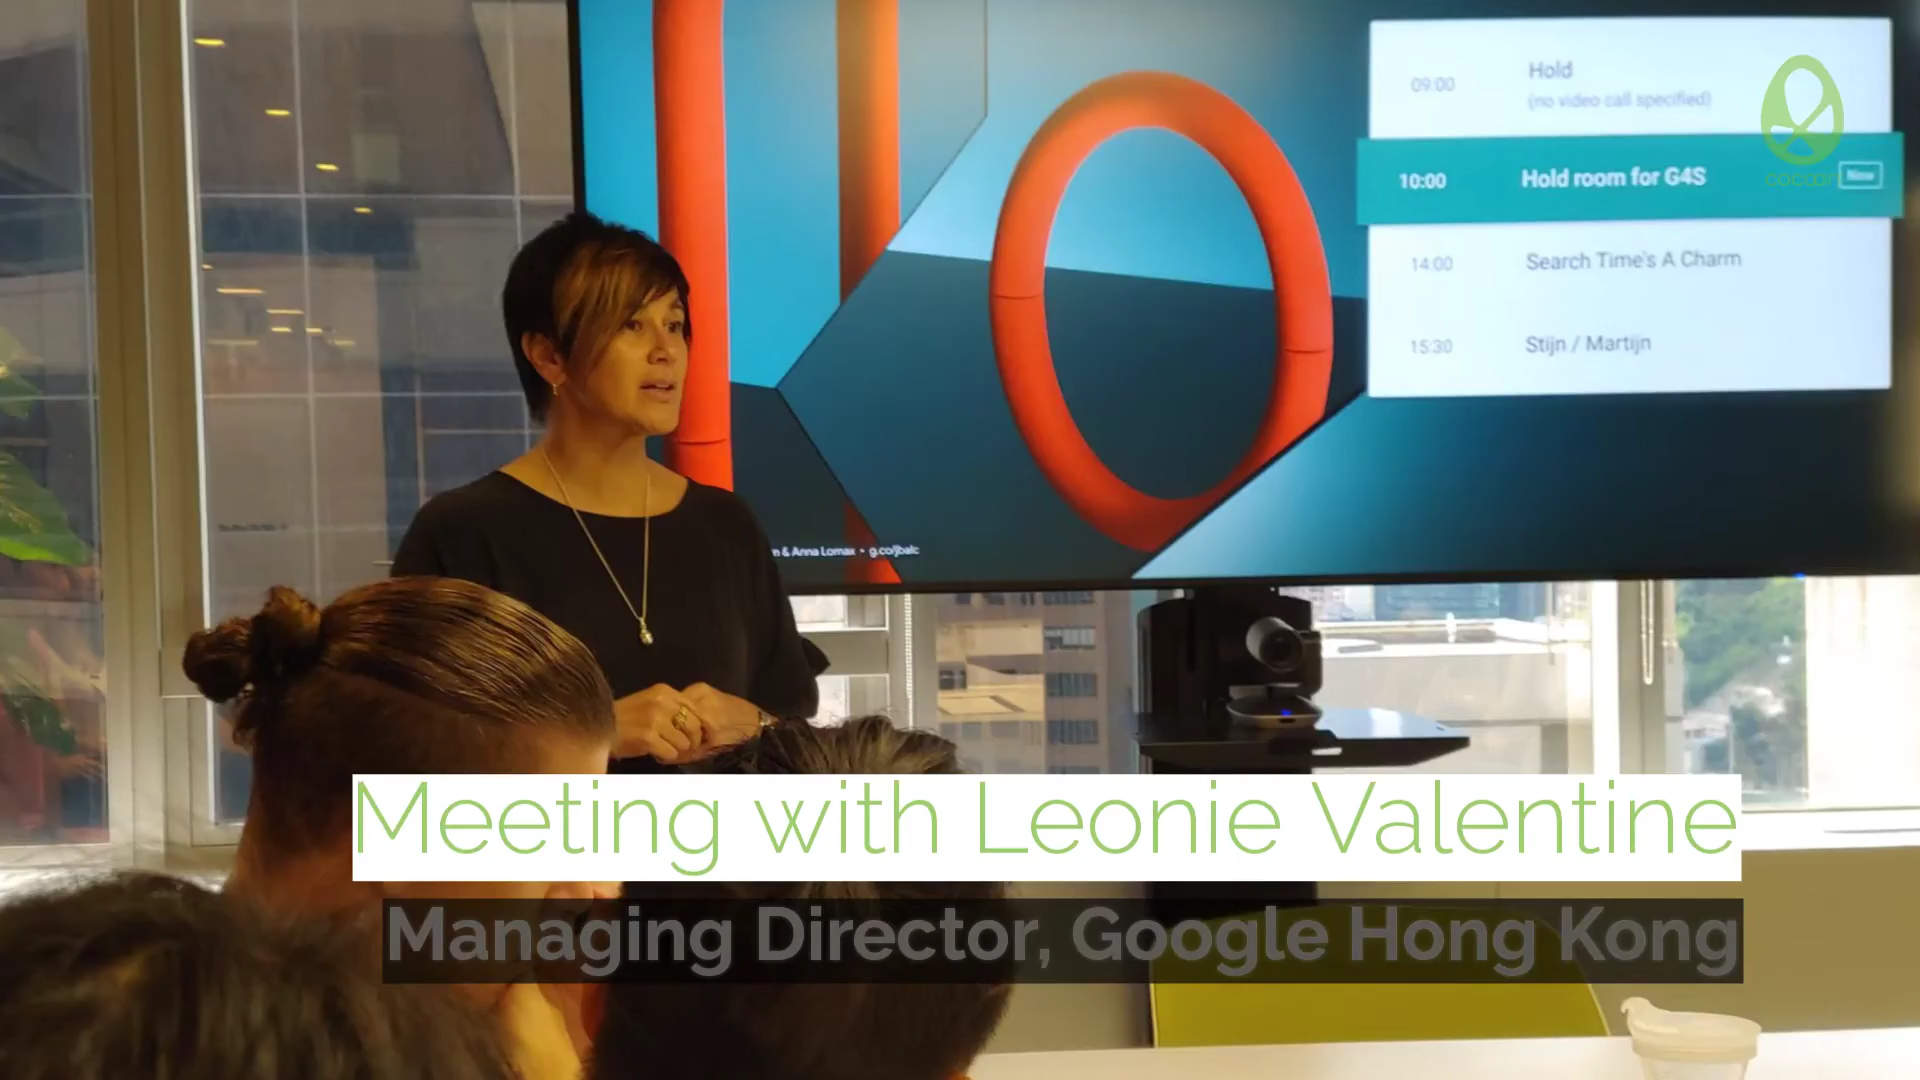 09:00 Hold
(no video call specified)
10:00 Hold room for G4S Now
cocoon
14:00 Search Time's A Charm
15:30 Stijn / Martijn
& Anna Lomax • g.co/jbalc
Meeting with Leonie Valentine
Managing Director, Google Hong Kong